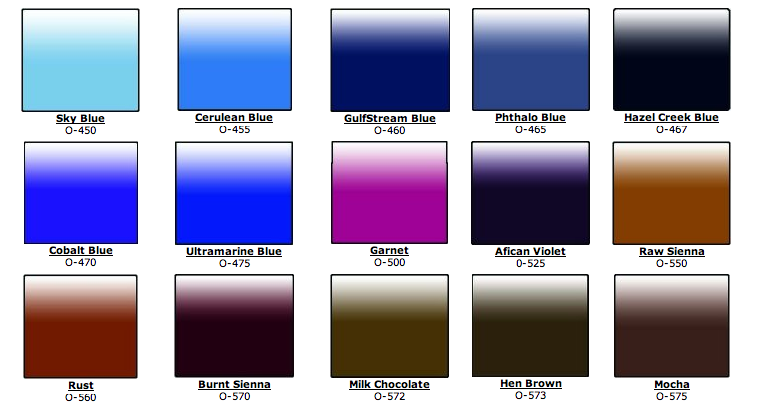 Sky Blue
O-450
Cerulean Blue
O-455
GulfStream Blue
O-460
Phthalo Blue
O-465
Hazel Creek Blue
O-467
Cobalt Blue
O-470
Ultramarine Blue
O-475
Garnet
O-500
Afican Violet
0-525
Raw Sienna
O-550
Rust
O-560
Burnt Sienna
O-570
Milk Chocolate
O-572
Hen Brown
O-573
Mocha
O-575